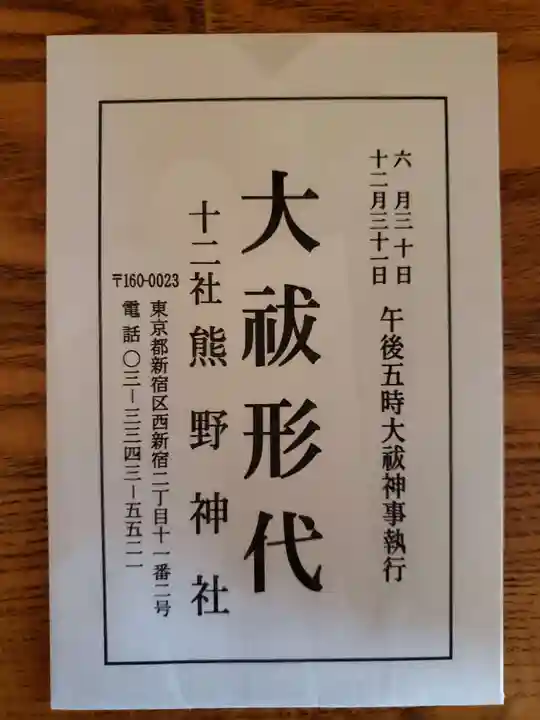 六月三十日
十二月三十一日
午後五時大祓神事執行
大祓形代
十二社熊野神社
〒160-0023
東京都新宿区西新宿二丁目十一番二号
電話〇三ー三三四三ー五五二一